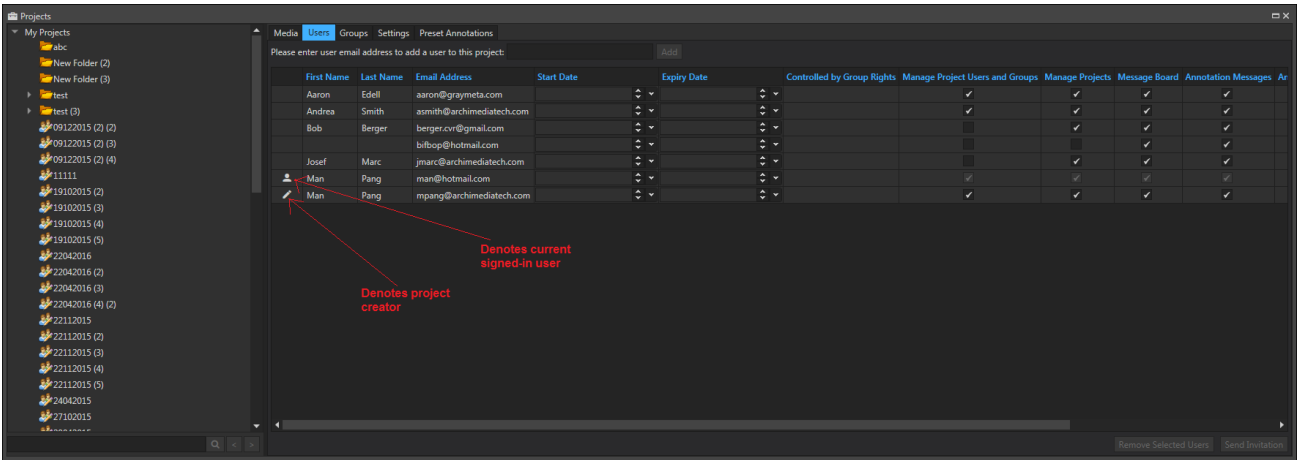 Projects
My Projects
abc
New Folder (2)
New Folder (3)
test
test (3)
09122015 (2) (2)
09122015 (2) (3)
09122015 (2) (4)
11111
19102015 (2)
19102015 (3)
19102015 (4)
19102015 (5)
22042016
22042016 (2)
22042016 (3)
22042016 (4) (2)
22112015
22112015 (2)
22112015 (3)
22112015 (4)
22112015 (5)
24042015
27102015
Media Users Groups Settings Preset Annotations
Please enter user email address to add a user to this project: Add
First Name Last Name Email Address Start Date Expiry Date Controlled by Group Rights Manage Project Users and Groups Manage Projects Message Board Annotation Messages Ar
Aaron Edell aaron@graymeta.com
Andrea Smith asmith@archimediatech.com
Bob Berger berger.cvr@gmail.com
bifbop@hotmail.com
Josef Marc jmarc@archimediatech.com
Man Pang man@hotmail.com
Man Pang mpang@archimediatech.com
Denotes current
signed-in user
Denotes project
creator
Remove Selected Users Send Invitation